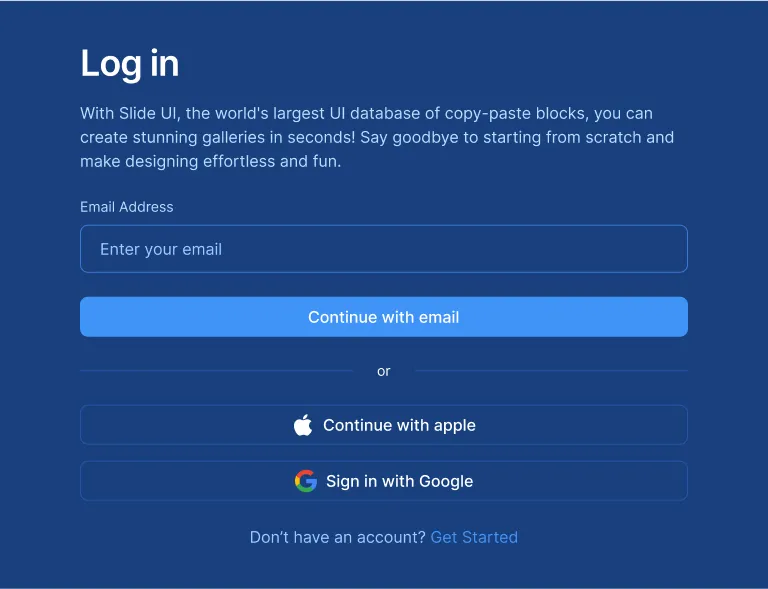 Log in
With Slide UI, the world's largest UI database of copy-paste blocks, you can
create stunning galleries in seconds! Say goodbye to starting from scratch and
make designing effortless and fun.
Email Address
Enter your email
Continue with email
or
Continue with apple
Sign in with Google
Don’t have an account? Get Started